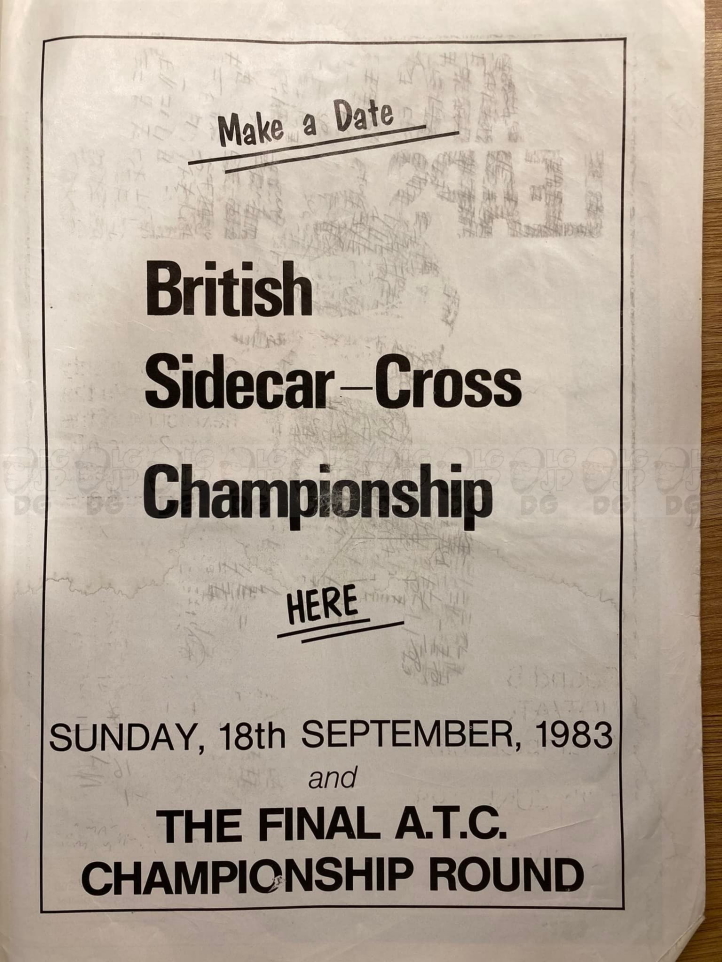 Make a Date
British
Sidecar–Cross
Championship
HERE
SUNDAY, 18th SEPTEMBER, 1983
and
THE FINAL A.T.C.
CHAMPIONSHIP ROUND